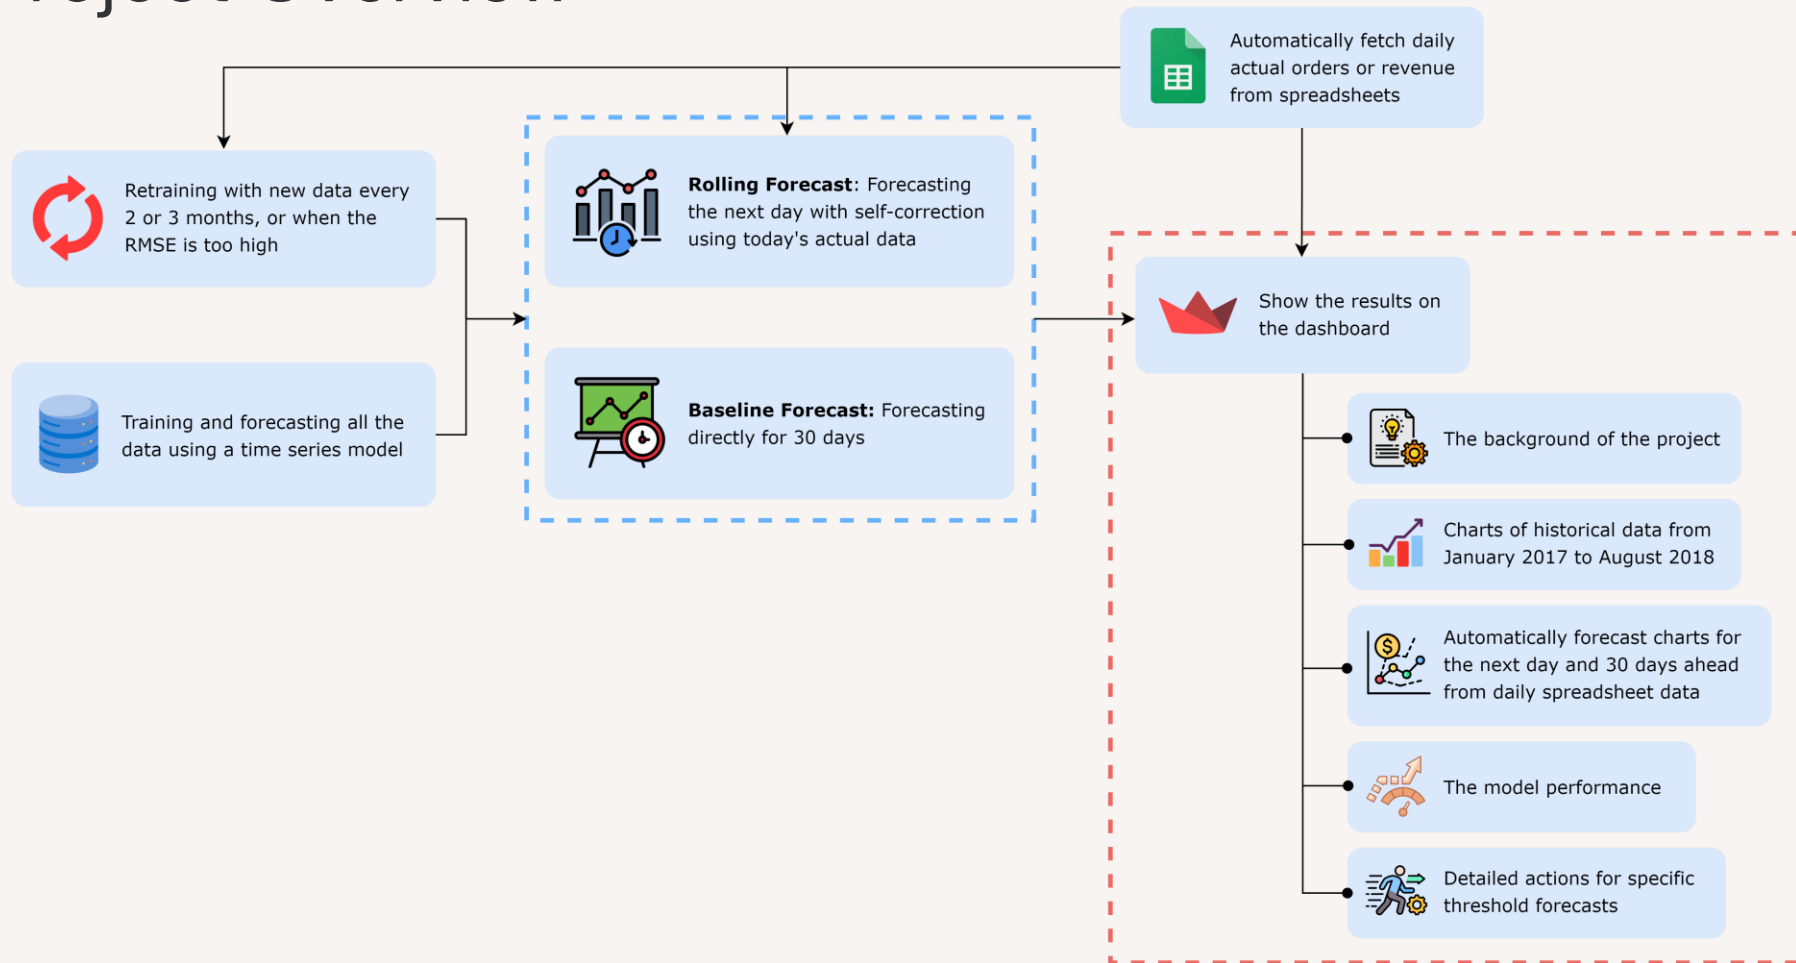 Automatically fetch daily
actual orders or revenue
from spreadsheets
Retraining with new data every
2 or 3 months, or when the
RMSE is too high
Rolling Forecast: Forecasting
the next day with self-correction
using today's actual data
Training and forecasting all the
data using a time series model
Baseline Forecast: Forecasting
directly for 30 days
Show the results on
the dashboard
The background of the project
Charts of historical data from
January 2017 to August 2018
Automatically forecast charts for
the next day and 30 days ahead
from daily spreadsheet data
The model performance
Detailed actions for specific
threshold forecasts